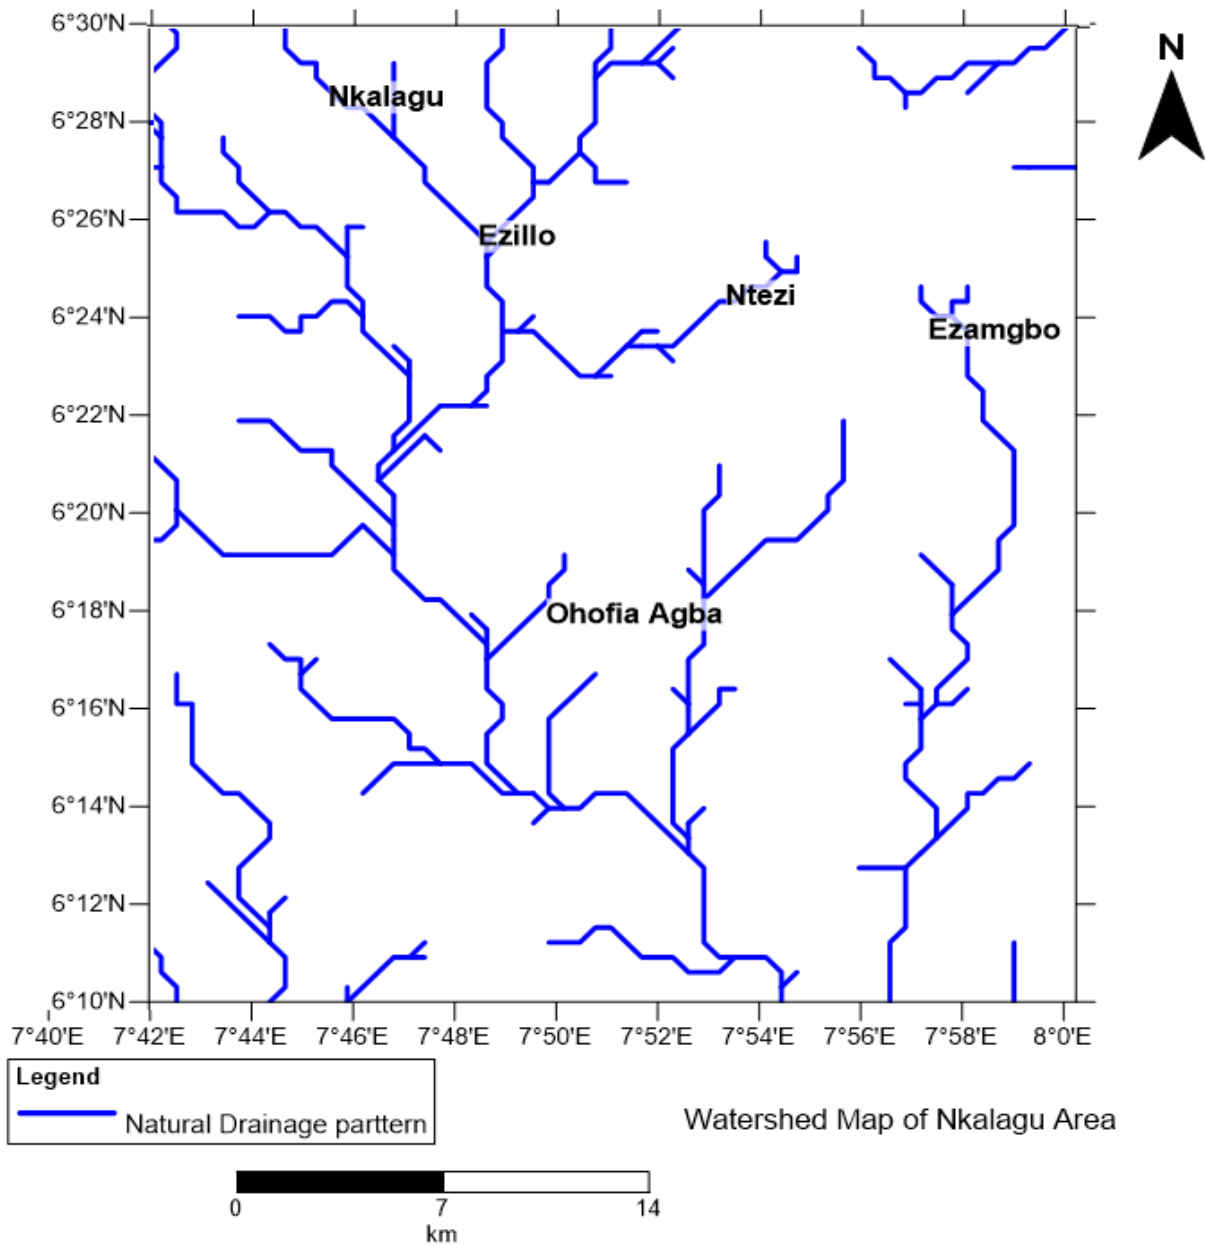 6°30'N
N
Nkalagu
6°28'N
6°26'N
Ezillo
Ntezi
6°24'N
Ezamgbo
6°22'N
6°20'N
6°18'N
Ohofia Agba
6°16'N
6°14'N
6°12'N
6°10'N
7°40'E 7°42'E 7°44'E 7°46'E 7°48'E 7°50'E 7°52'E 7°54'E 7°56'E 7°58'E 8°0'E
Legend
Natural Drainage parttern
Watershed Map of Nkalagu Area
0 7 14
km